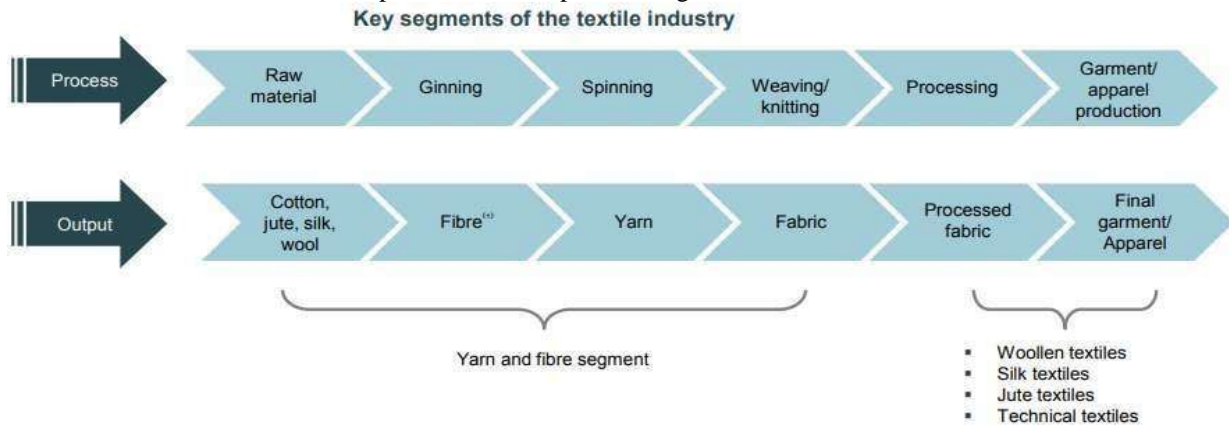 Key segments of the textile industry
Process
Raw
material
Ginning
Spinning
Weaving/
knitting
Processing
Garment/
apparel
production
Output
Cotton,
jute, silk,
wool
Fibre
Yarn
Fabric
Processed
fabric
Final
garment/
Apparel
Yarn and fibre segment
▪ Woollen textiles
▪ Silk textiles
▪ Jute textiles
▪ Technical textiles